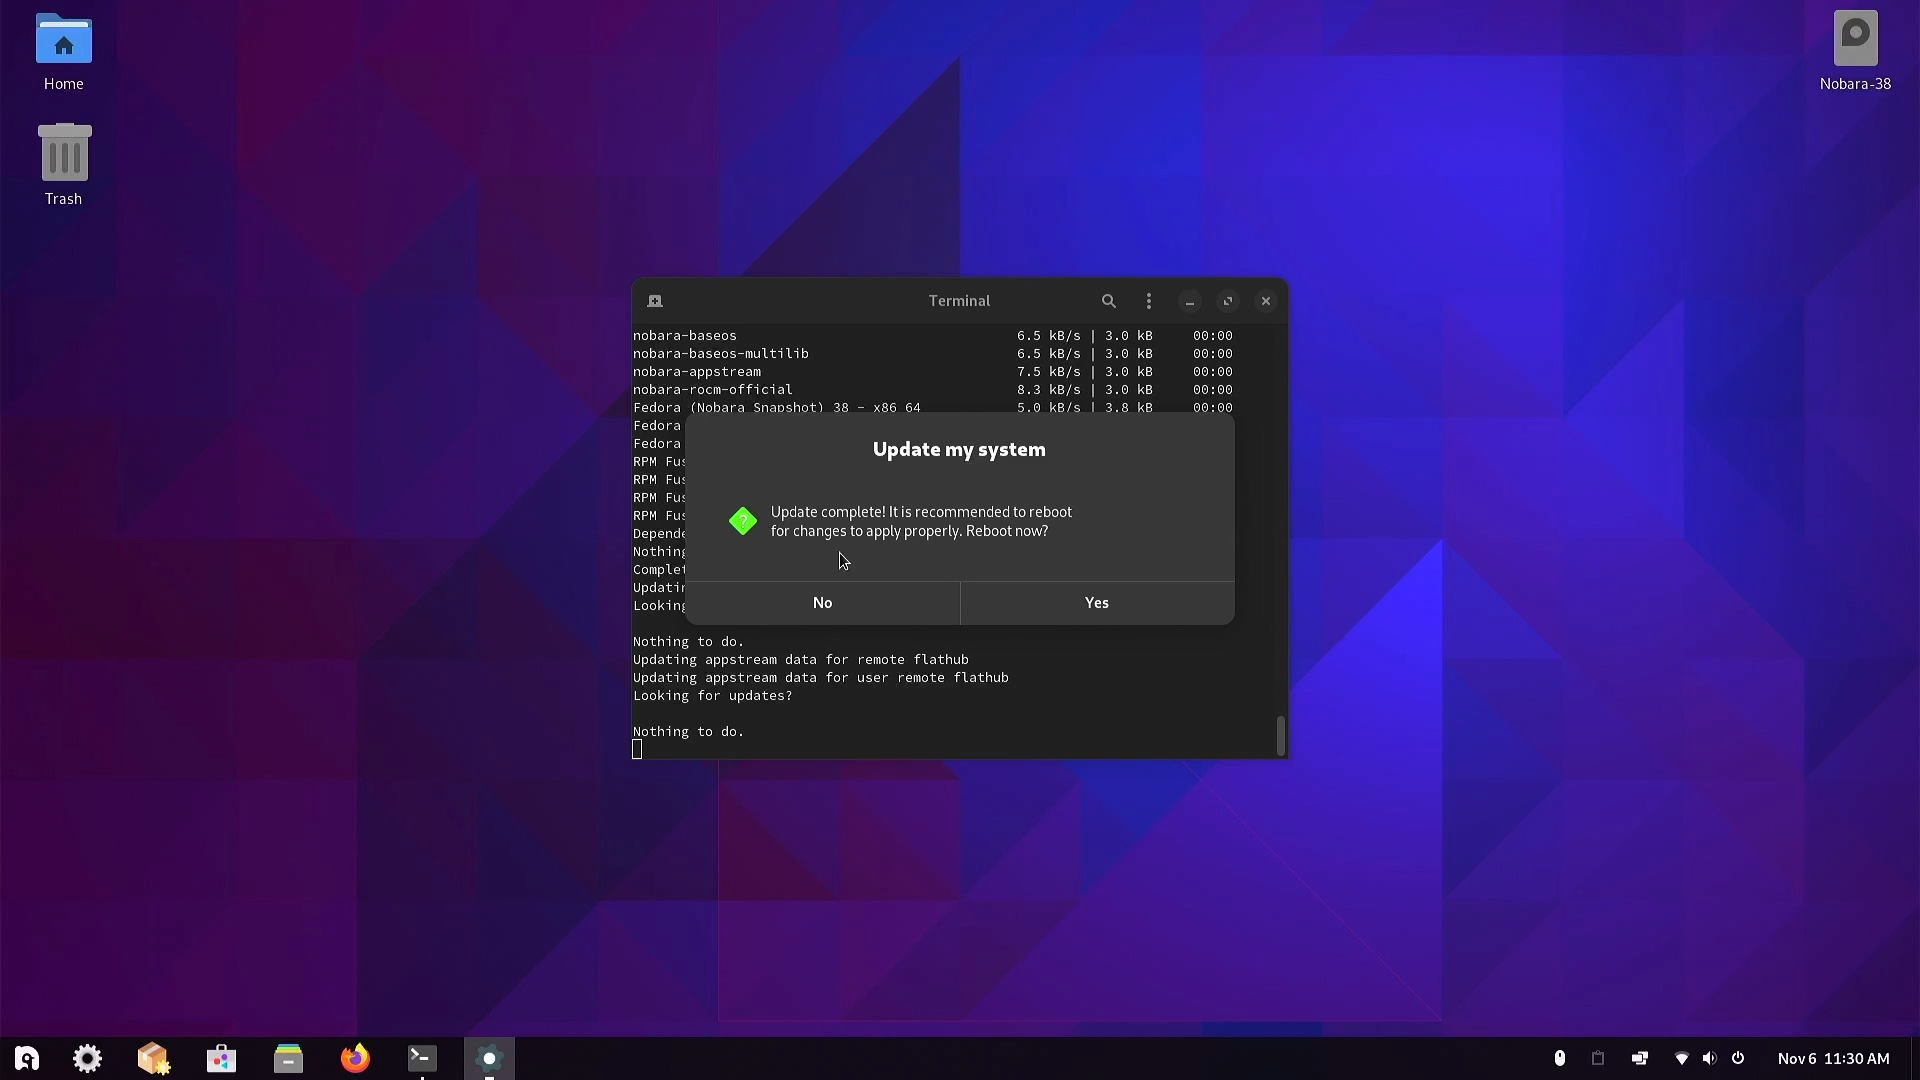 Home
Trash
Nobara-38
Terminal
nobara-baseos 6.5 kB/s | 3.0 kB 00:00
nobara-baseos-multilib 6.5 kB/s | 3.0 kB 00:00
nobara-appstream 7.5 kB/s | 3.0 kB 00:00
nobara-rocm-official 8.3 kB/s | 3.0 kB 00:00
Fedora (Nobara Snapshot) 38 - x86_64 5.0 kB/s | 3.8 kB 00:00
Fedora
Fedora
RPM Fus
RPM Fus
RPM Fus
RPM Fus
Depende
Nothing
Complet
Updatin
Looking
Update my system
Update complete! It is recommended to reboot
for changes to apply properly. Reboot now?
No Yes
Nothing to do.
Updating appstream data for remote flathub
Updating appstream data for user remote flathub
Looking for updates?
Nothing to do.
Nov 6 11:30 AM